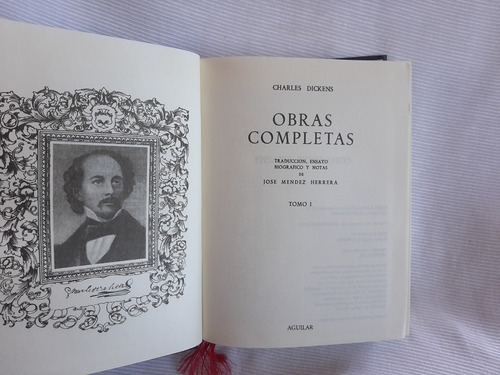 CHARLES DICKENS
OBRAS
COMPLETAS
TRADUCCION, ENSAYO
BIOGRAFICO Y NOTAS
DE
JOSE MENDEZ HERRERA
TOMO I
AGUILAR